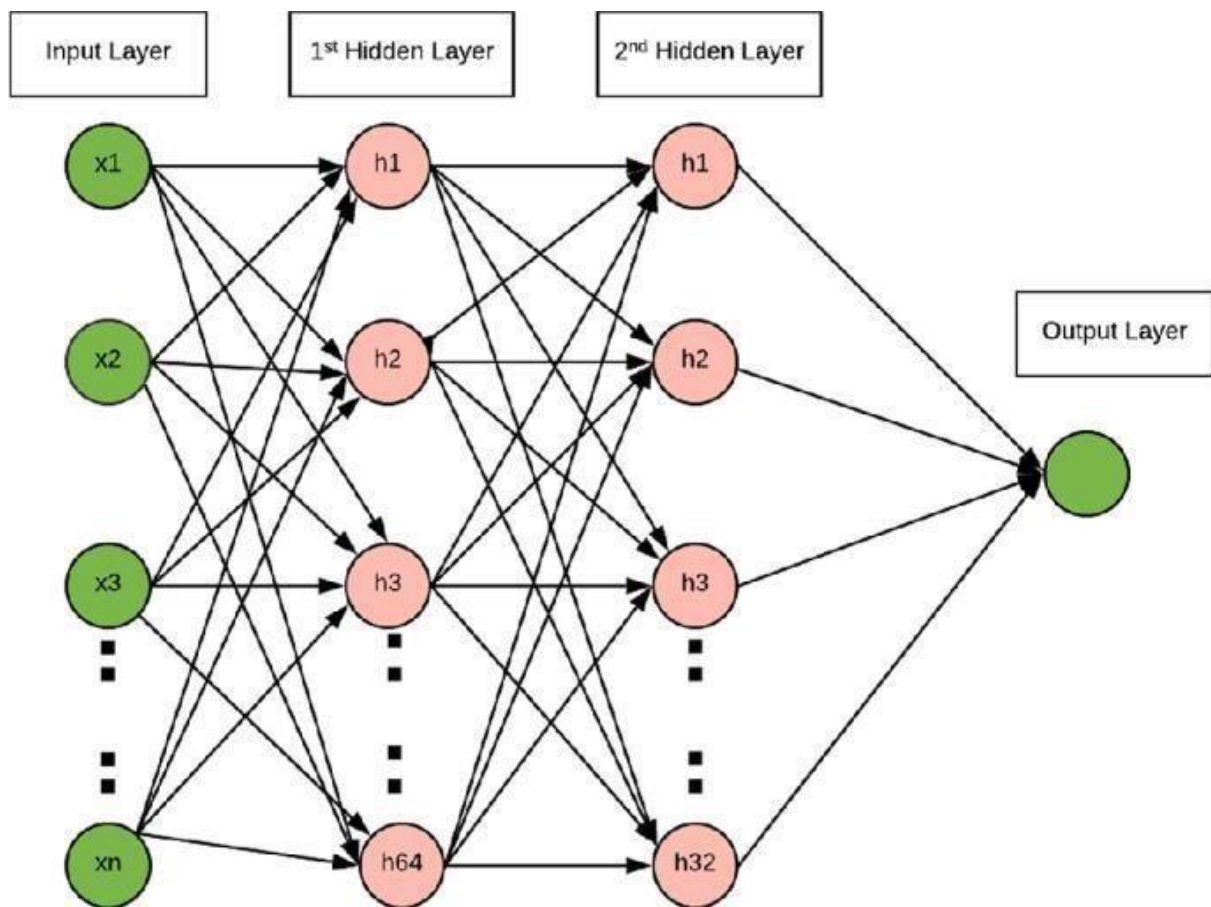 Input Layer
1st Hidden Layer
2nd Hidden Layer
x1
h1
h1
x2
h2
h2
Output Layer
x3
h3
h3
xn
h64
h32